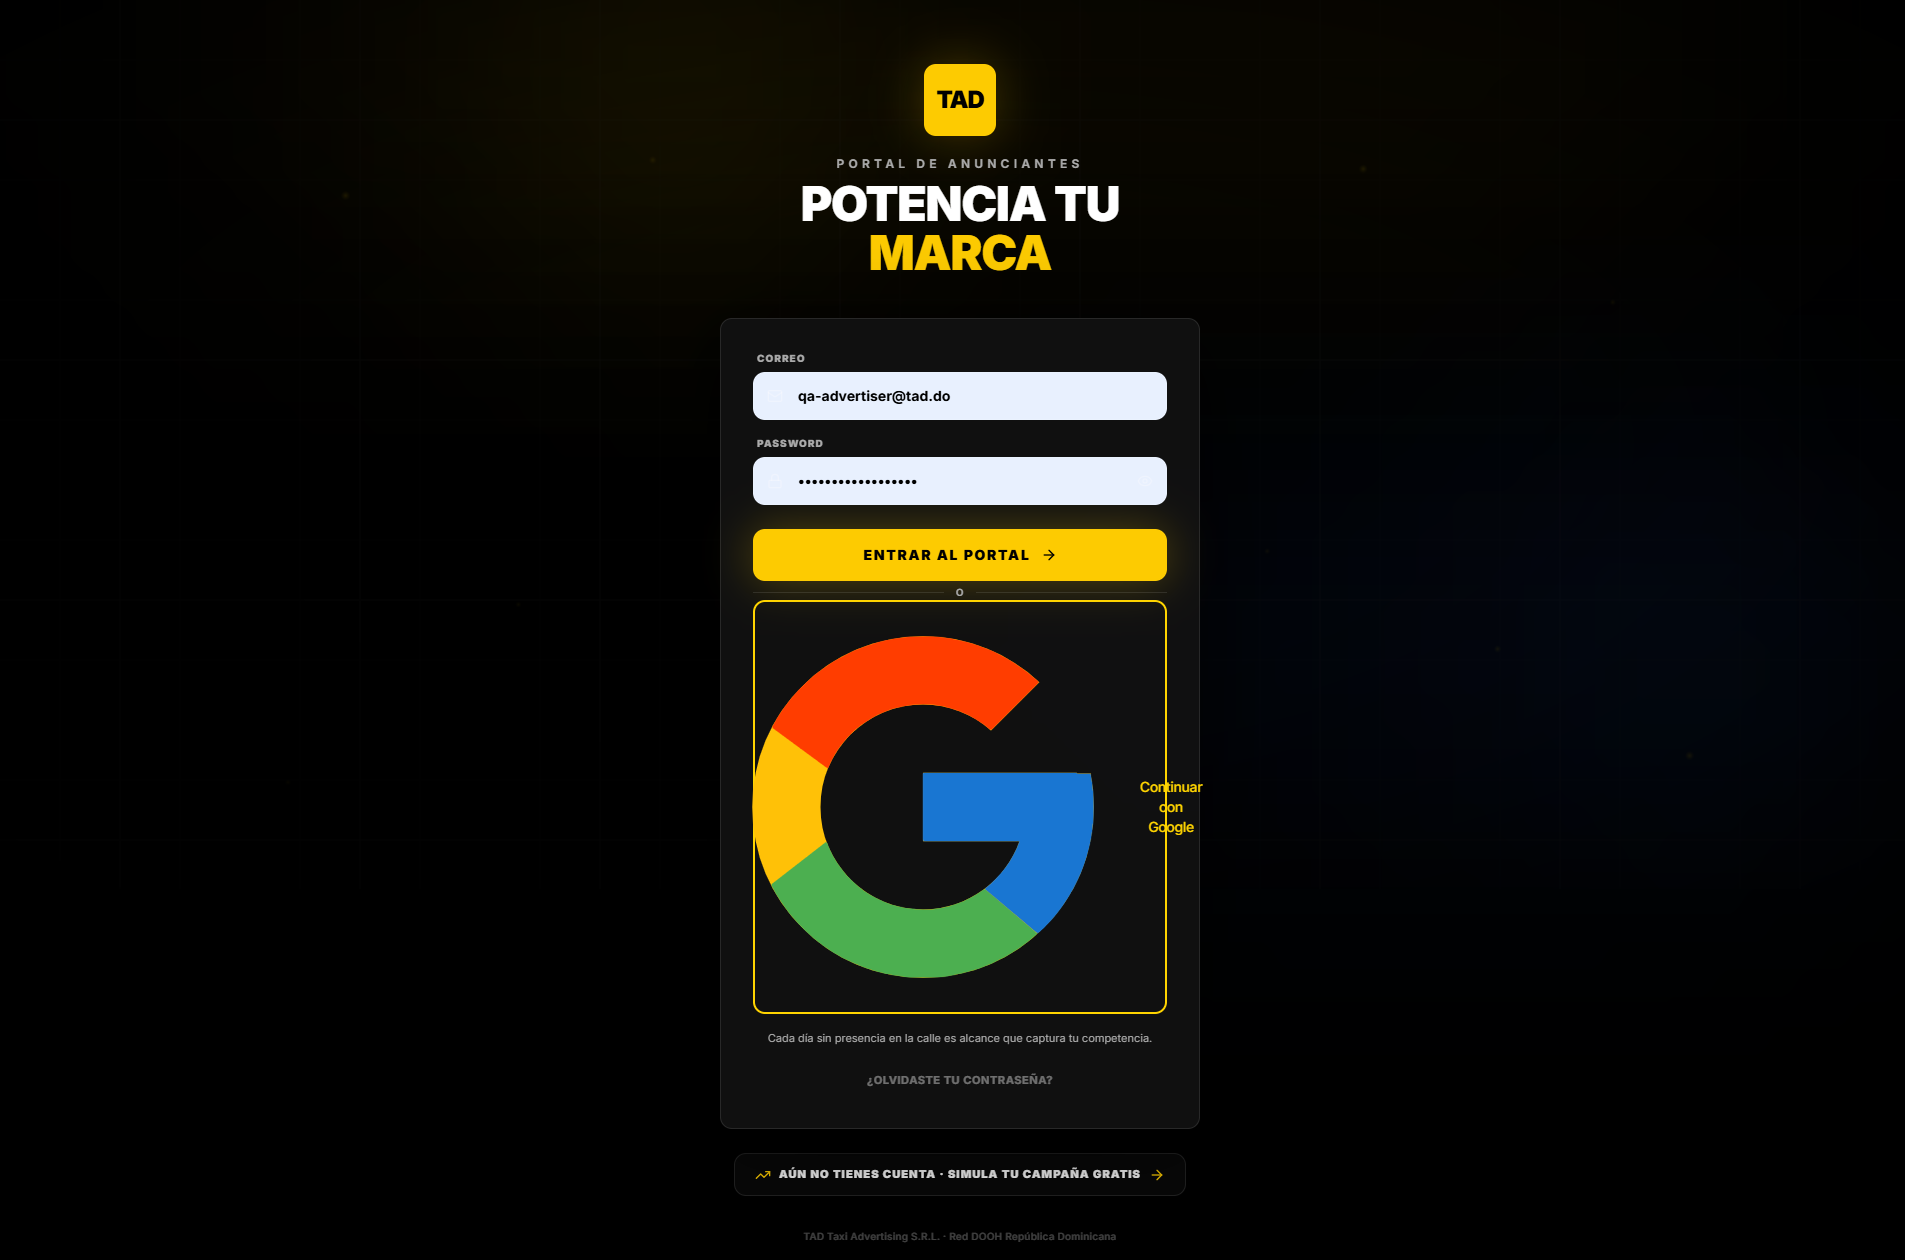 TAD
PORTAL DE ANUNCIANTES
POTENCIA TU
MARCA
CORREO
qa-advertiser@tad.do
PASSWORD
••••••••••••••••••
ENTRAR AL PORTAL →
O
Continuar
con
Google
Cada día sin presencia en la calle es alcance que captura tu competencia.
¿OLVIDASTE TU CONTRASEÑA?
AÚN NO TIENES CUENTA · SIMULA TU CAMPAÑA GRATIS →
TAD Taxi Advertising S.R.L. · Red DOOH República Dominicana